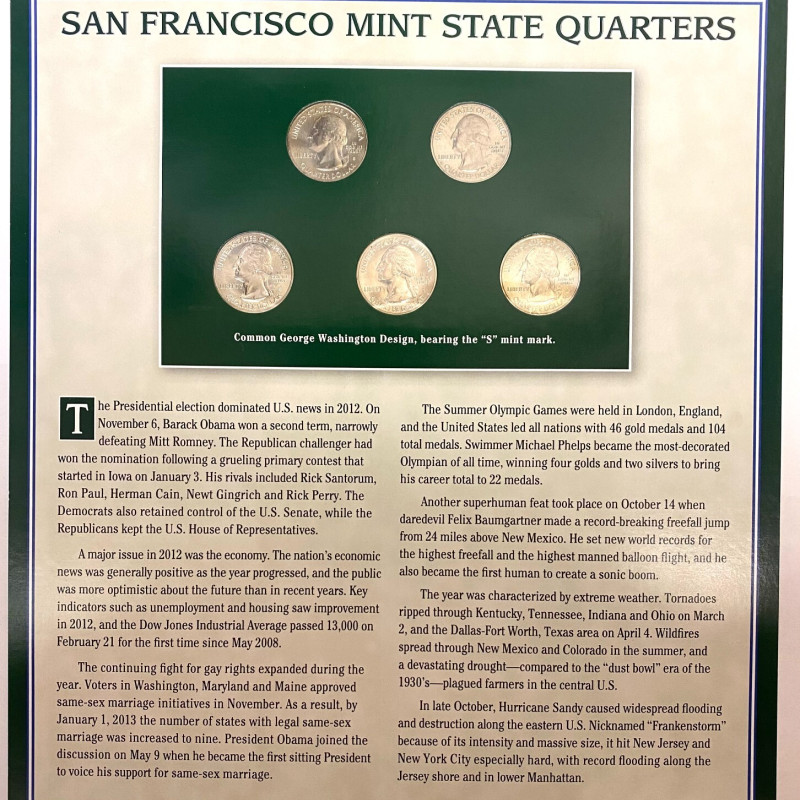 SAN FRANCISCO MINT STATE QUARTERS
UNITED STATES OF AMERICA
LIBERTY
QUARTER DOLLAR
LIBERTY
LIBERTY
LIBERTY
LIBERTY
Common George Washington Design, bearing the “S” mint mark.
The Presidential election dominated U.S. news in 2012. On
November 6, Barack Obama won a second term, narrowly
defeating Mitt Romney. The Republican challenger had
won the nomination following a grueling primary contest that
started in Iowa on January 3. His rivals included Rick Santorum,
Ron Paul, Herman Cain, Newt Gingrich and Rick Perry. The
Democrats also retained control of the U.S. Senate, while the
Republicans kept the U.S. House of Representatives.
A major issue in 2012 was the economy. The nation's economic
news was generally positive as the year progressed, and the public
was more optimistic about the future than in recent years. Key
indicators such as unemployment and housing saw improvement
in 2012, and the Dow Jones Industrial Average passed 13,000 on
February 21 for the first time since May 2008.
The continuing fight for gay rights expanded during the
year. Voters in Washington, Maryland and Maine approved
same-sex marriage initiatives in November. As a result, by
January 1, 2013 the number of states with legal same-sex
marriage was increased to nine. President Obama joined the
discussion on May 9 when he became the first sitting President
to voice his support for same-sex marriage.
The Summer Olympic Games were held in London, England,
and the United States led all nations with 46 gold medals and 104
total medals. Swimmer Michael Phelps became the most-decorated
Olympian of all time, winning four golds and two silvers to bring
his career total to 22 medals.
Another superhuman feat took place on October 14 when
daredevil Felix Baumgartner made a record-breaking freefall jump
from 24 miles above New Mexico. He set new world records for
the highest freefall and the highest manned balloon flight, and he
also became the first human to create a sonic boom.
The year was characterized by extreme weather. Tornadoes
ripped through Kentucky, Tennessee, Indiana and Ohio on March
2, and the Dallas-Fort Worth, Texas area on April 4. Wildfires
spread through New Mexico and Colorado in the summer, and
a devastating drought—compared to the “dust bowl” era of the
1930's—plagued farmers in the central U.S.
In late October, Hurricane Sandy caused widespread flooding
and destruction along the eastern U.S. Nicknamed “Frankenstorm”
because of its intensity and massive size, it hit New Jersey and
New York City especially hard, with record flooding along the
Jersey shore and in lower Manhattan.